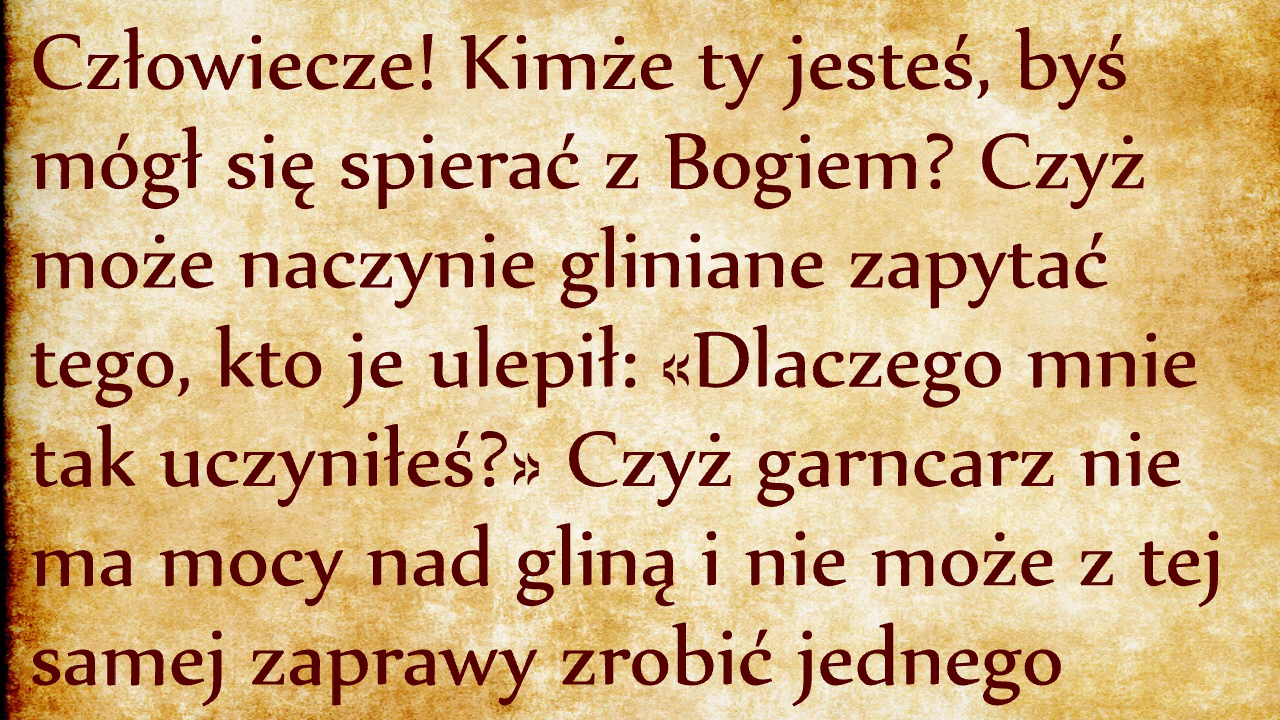 Człowiecze! Kimże ty jesteś, byś
mógł się spierać z Bogiem? Czyż
może naczynie gliniane zapytać
tego, kto je ulepił: «Dlaczego mnie
tak uczyniłeś?» Czyż garncarz nie
ma mocy nad gliną i nie może z tej
samej zaprawy zrobić jednego